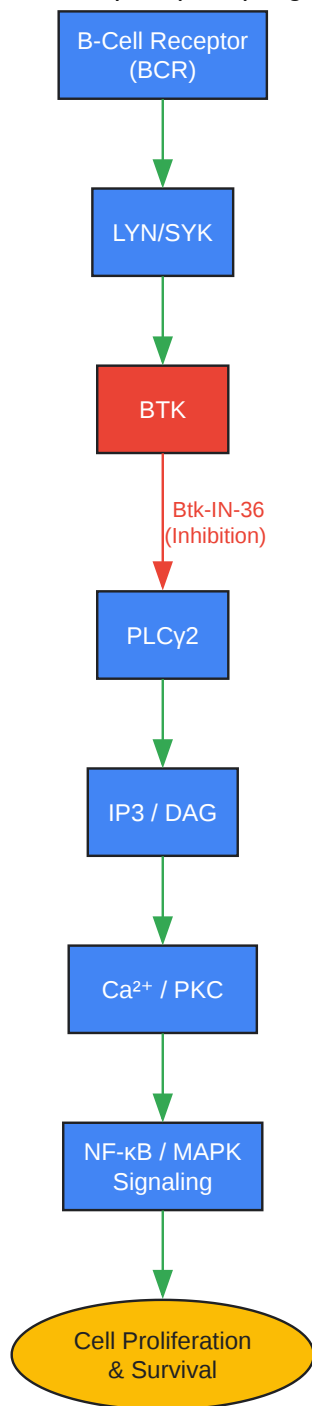 B-Cell Receptor
(BCR)
LYN/SYK
BTK
Btk-IN-36
(Inhibition)
PLCγ2
IP3 / DAG
Ca²⁺ / PKC
NF-κB / MAPK
Signaling
Cell Proliferation
& Survival